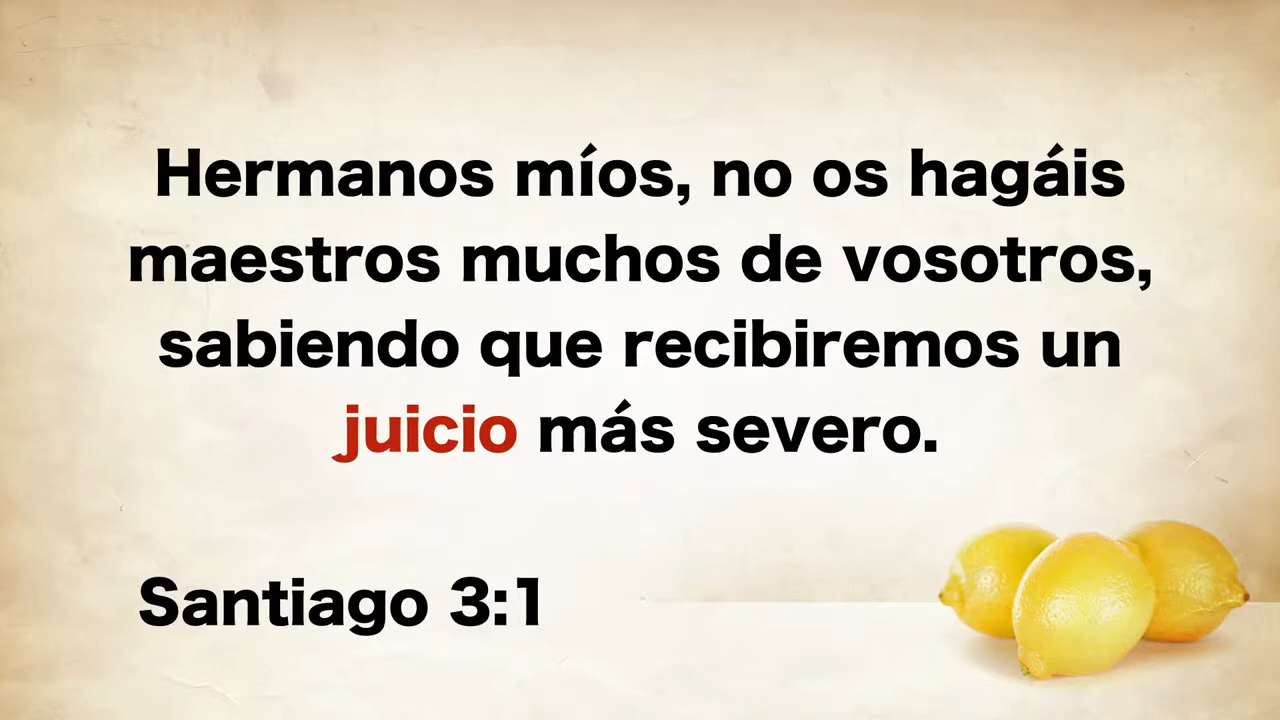 Hermanos míos, no os hagáis
maestros muchos de vosotros,
sabiendo que recibiremos un
juicio más severo.
Santiago 3:1